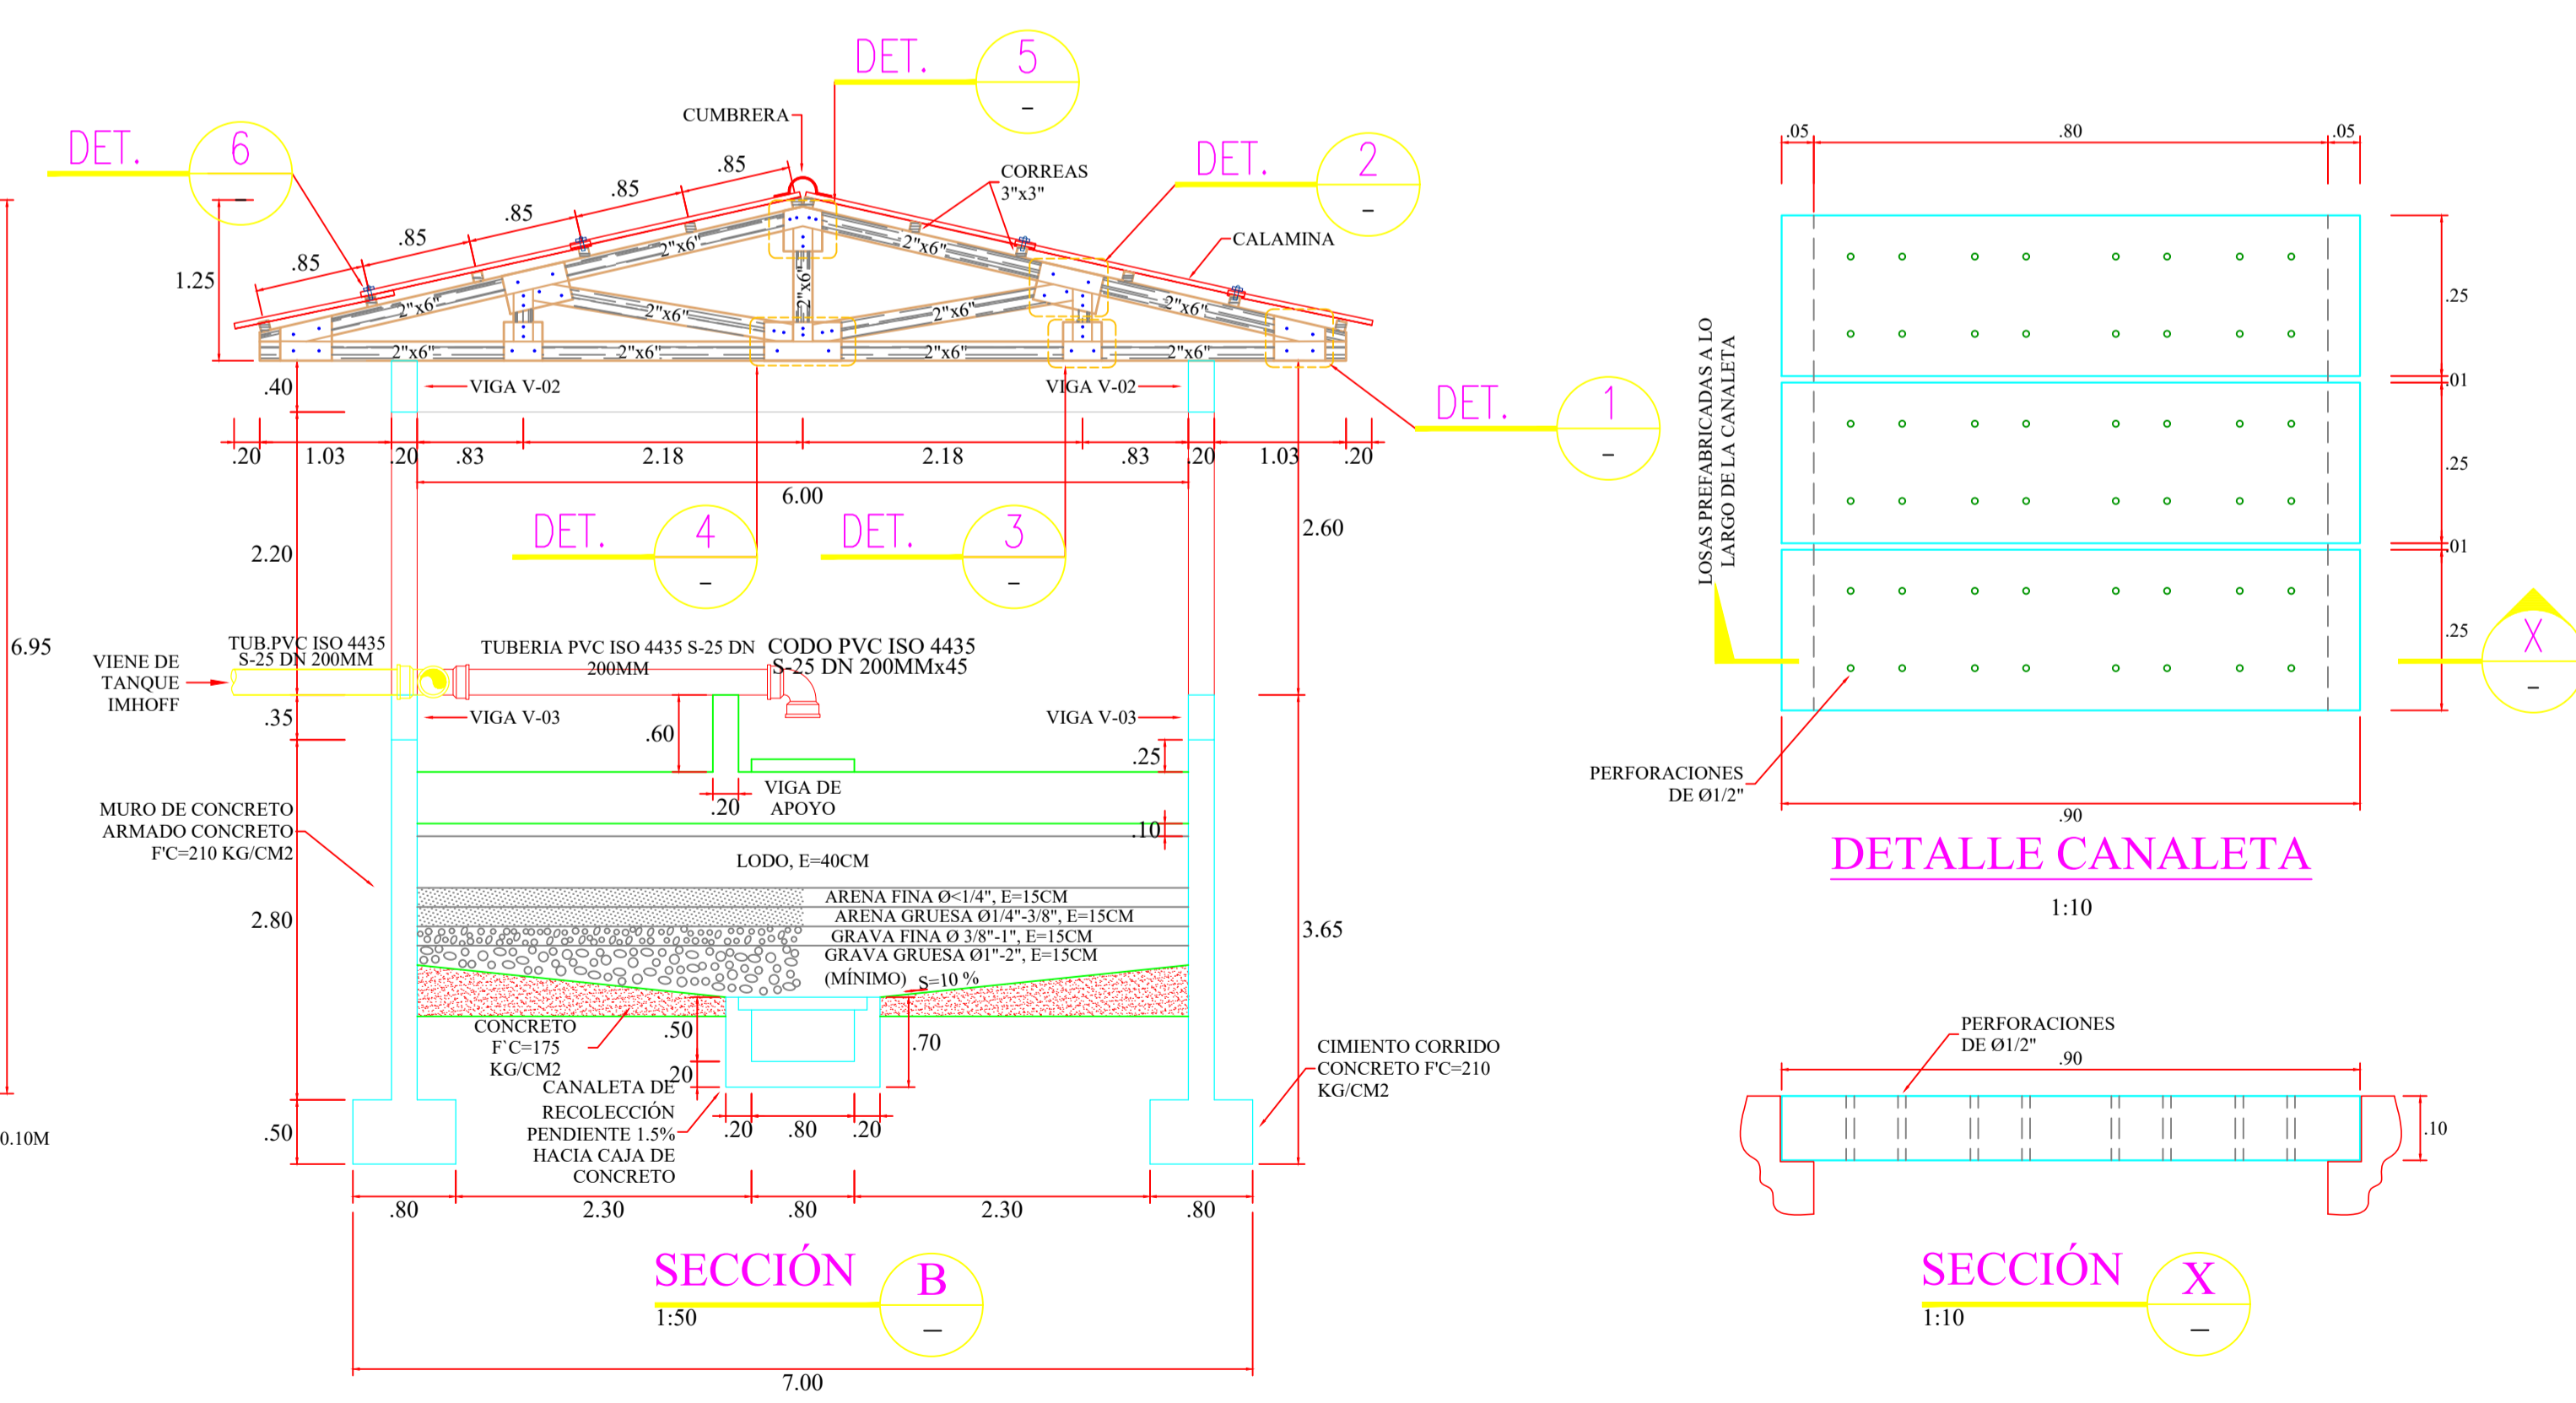 DET.
5
–
CUMBRERA
DET.
6
–
DET.
2
–
CORREAS
3"x3"
CALAMINA
.85
.85
.85
.85
.85
1.25
2"x6"
2"x6"
2"x6"
2"x6"
2"x6"
2"x6"
2"x6"
2"x6"
2"x6"
2"x6"
2"x6"
.40
VIGA V-02
VIGA V-02
DET.
1
–
.20
1.03
.20
.83
2.18
2.18
.83
.20
1.03
.20
6.00
DET.
4
–
DET.
3
–
2.20
2.60
6.95
TUB.PVC ISO 4435
S-25 DN 200MM
VIENE DE
TANQUE
IMHOFF
TUBERIA PVC ISO 4435 S-25 DN
200MM
CODO PVC ISO 4435
S-25 DN 200MMx45
.35
VIGA V-03
VIGA V-03
.60
.25
.20
VIGA DE
APOYO
MURO DE CONCRETO
ARMADO CONCRETO
F'C=210 KG/CM2
.10
LODO, E=40CM
ARENA FINA Ø<1/4", E=15CM
ARENA GRUESA Ø1/4"-3/8", E=15CM
GRAVA FINA Ø 3/8"-1", E=15CM
GRAVA GRUESA Ø1"-2", E=15CM
(MÍNIMO)
S=10 %
2.80
3.65
CONCRETO
F`C=175
KG/CM2
.50
.20
.70
CANALETA DE
RECOLECCIÓN
PENDIENTE 1.5%
HACIA CAJA DE
CONCRETO
CIMIENTO CORRIDO
CONCRETO F'C=210
KG/CM2
.20
.80
.20
0.10M
.50
.80
2.30
.80
2.30
.80
SECCIÓN
B
1:50
–
7.00
.05
.80
.05
LOSAS PREFABRICADAS A LO
LARGO DE LA CANALETA
.25
.01
.25
.01
.25
X
–
PERFORACIONES
DE Ø1/2"
.90
DETALLE CANALETA
1:10
PERFORACIONES
DE Ø1/2"
.90
.10
SECCIÓN
X
1:10
–